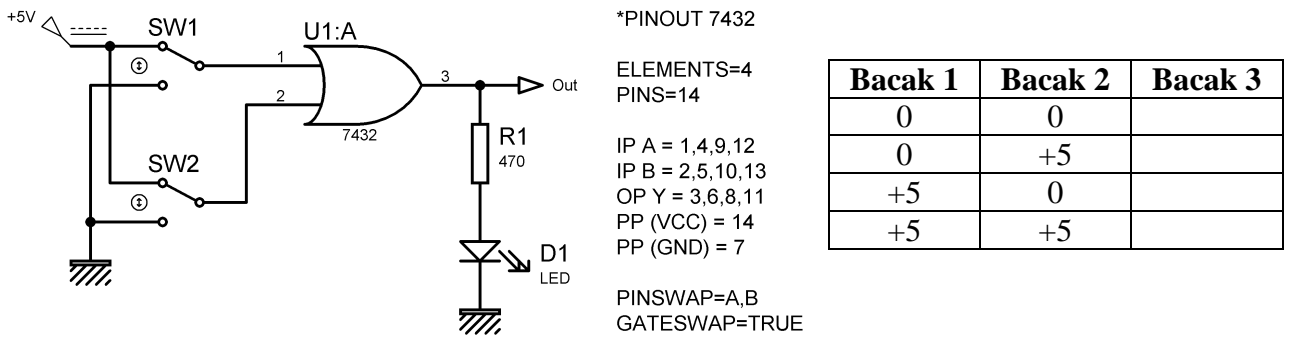 +5V
SW1
U1:A
1
2
3
Out
7432
SW2
R1
470
D1
LED
*PINOUT 7432
ELEMENTS=4
PINS=14
IP A = 1,4,9,12
IP B = 2,5,10,13
OP Y = 3,6,8,11
PP (VCC) = 14
PP (GND) = 7
PINSWAP=A,B
GATESWAP=TRUE
Bacak 1 Bacak 2 Bacak 3
0 0
0 +5
+5 0
+5 +5